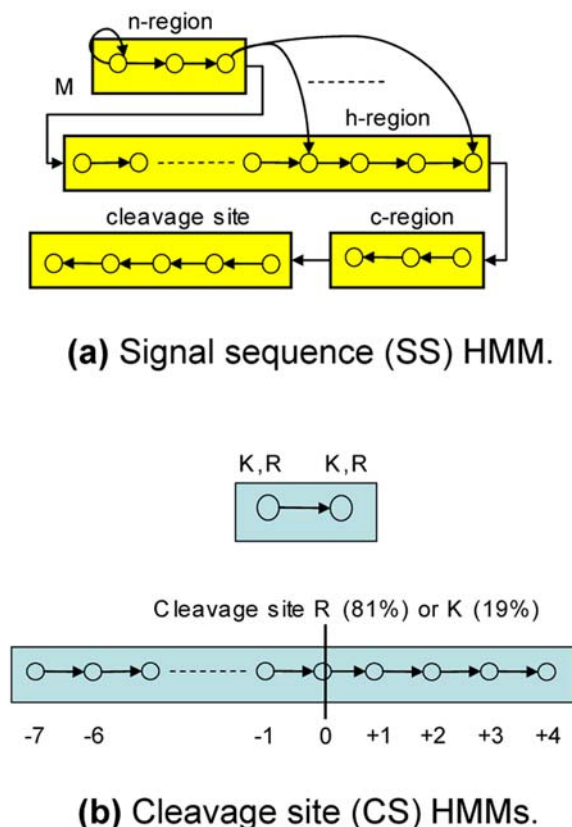 n-region
M
h-region
cleavage site
c-region
(a) Signal sequence (SS) HMM.
K,R K,R
Cleavage site R (81%) or K (19%)
-7 -6 -1 0 +1 +2 +3 +4
(b) Cleavage site (CS) HMMs.